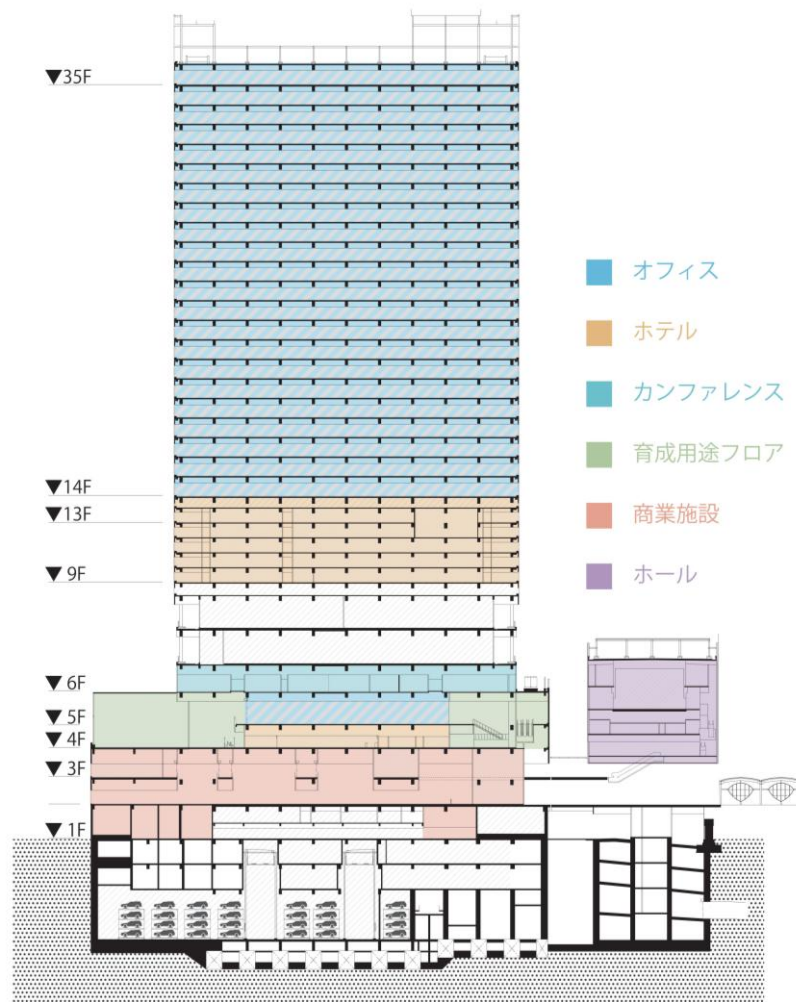 ▼35F
オフィス
ホテル
カンファレンス
育成用途フロア
▼14F
▼13F
商業施設
▼9F
ホール
▼6F
▼5F
▼4F
▼3F
▼1F